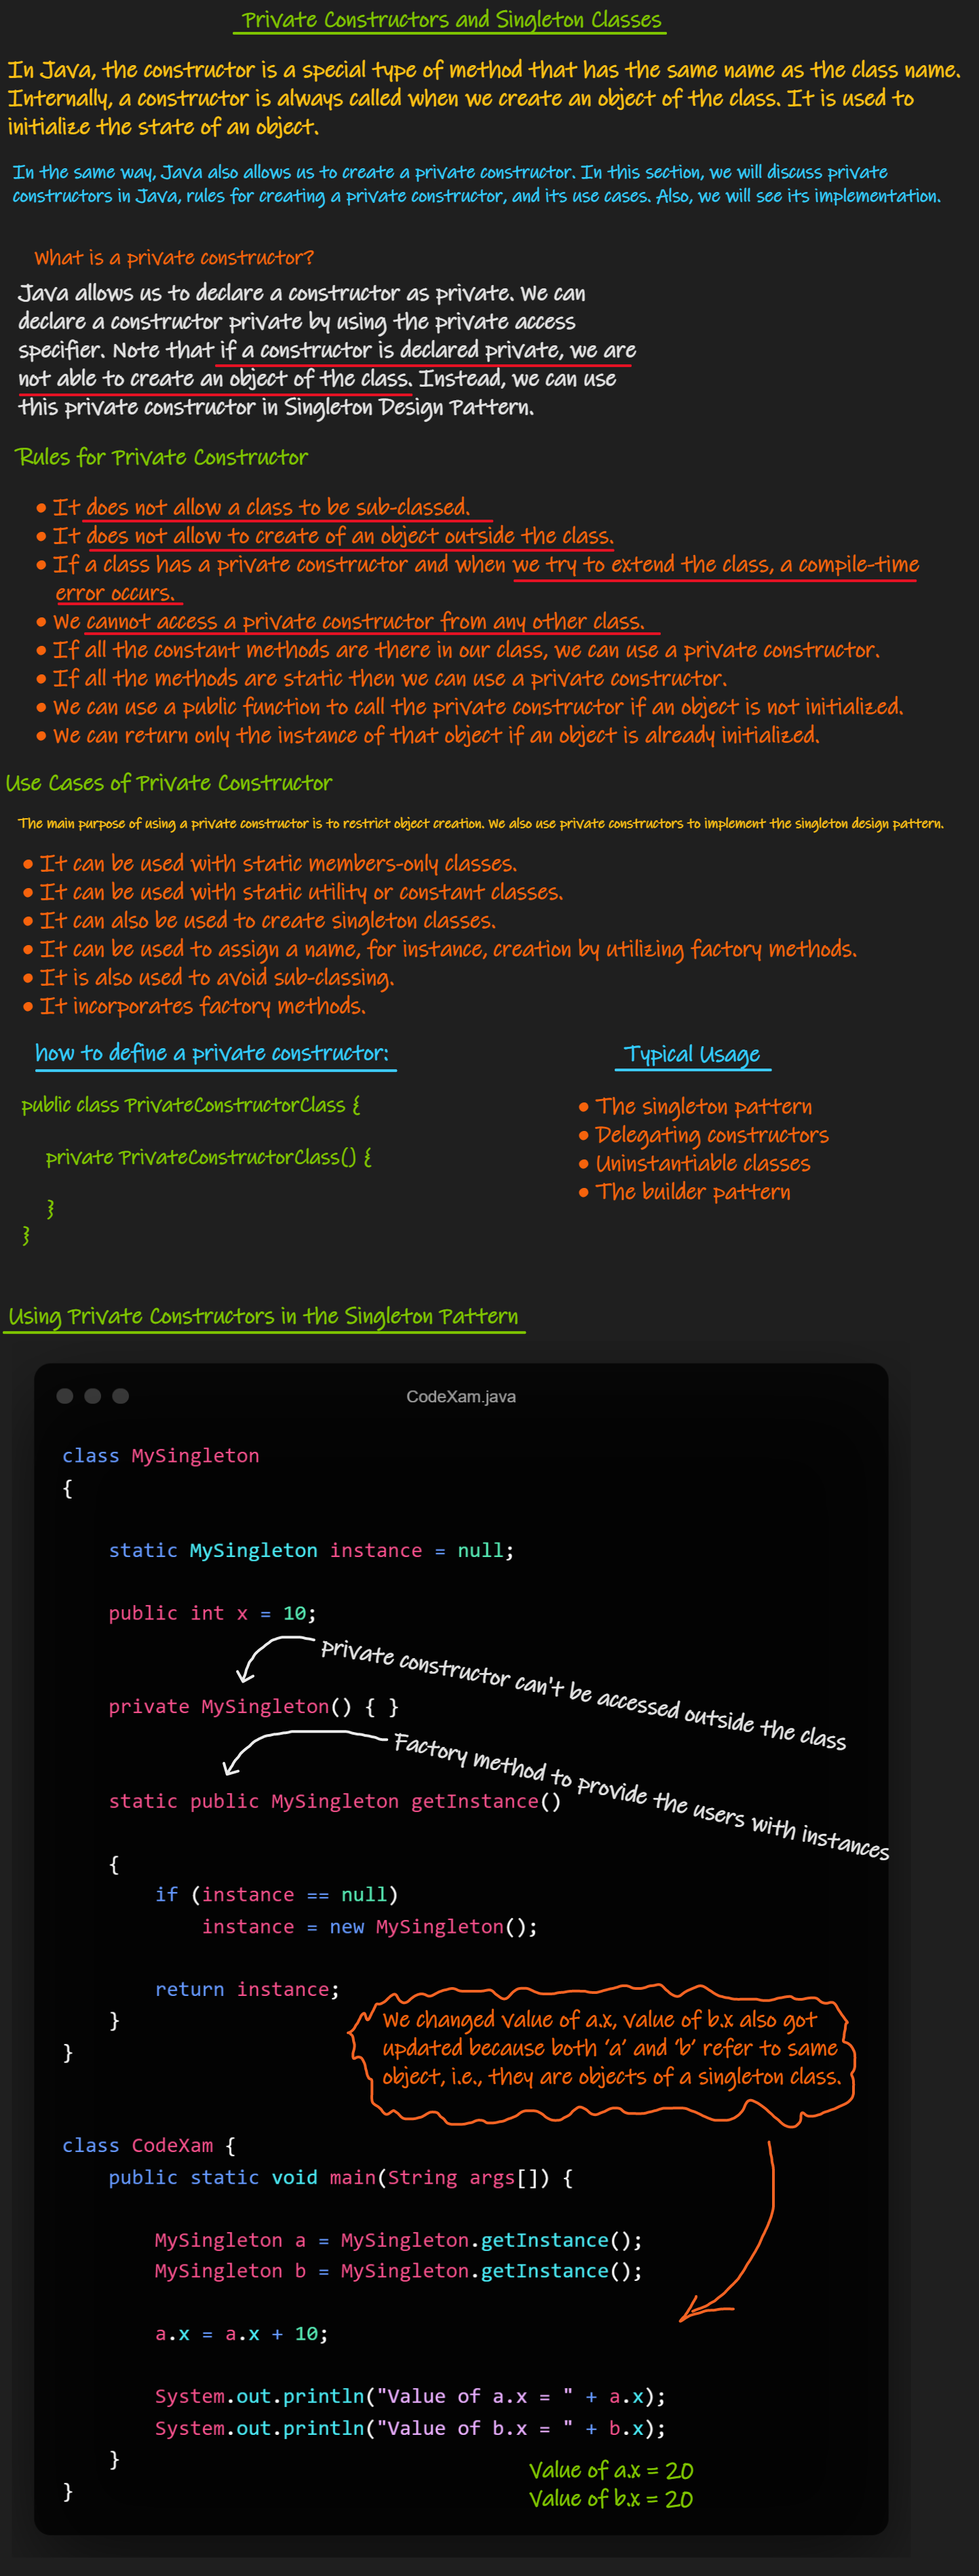 Private Constructors and Singleton Classes
In Java, the constructor is a special type of method that has the same name as the class name.
Internally, a constructor is always called when we create an object of the class. It is used to
initialize the state of an object.
In the same way, Java also allows us to create a private constructor. In this section, we will discuss private
constructors in Java, rules for creating a private constructor, and its use cases. Also, we will see its implementation.
What is a private constructor?
Java allows us to declare a constructor as private. We can
declare a constructor private by using the private access
specifier. Note that if a constructor is declared private, we are
not able to create an object of the class. Instead, we can use
this private constructor in Singleton Design Pattern.
Rules for Private Constructor
• It does not allow a class to be sub-classed.
• It does not allow to create of an object outside the class.
• If a class has a private constructor and when we try to extend the class, a compile-time
error occurs.
• We cannot access a private constructor from any other class.
• If all the constant methods are there in our class, we can use a private constructor.
• If all the methods are static then we can use a private constructor.
• We can use a public function to call the private constructor if an object is not initialized.
• We can return only the instance of that object if an object is already initialized.
Use Cases of Private Constructor
The main purpose of using a private constructor is to restrict object creation. We also use private constructors to implement the singleton design pattern.
• It can be used with static members-only classes.
• It can be used with static utility or constant classes.
• It can also be used to create singleton classes.
• It can be used to assign a name, for instance, creation by utilizing factory methods.
• It is also used to avoid sub-classing.
• It incorporates factory methods.
how to define a private constructor:
public class PrivateConstructorClass {
private PrivateConstructorClass() {
}
}
Typical Usage
• The singleton pattern
• Delegating constructors
• Uninstantiable classes
• The builder pattern
Using Private Constructors in the Singleton Pattern
CodeXam.java
class MySingleton
{
static MySingleton instance = null;
public int x = 10;
private constructor can't be accessed outside the class
private MySingleton() { }
Factory method to provide the users with instances
static public MySingleton getInstance()
{
if (instance == null)
instance = new MySingleton();
return instance;
}
}
We changed value of a.x, value of b.x also got
updated because both ‘a’ and ‘b’ refer to same
object, i.e., they are objects of a singleton class.
class CodeXam {
public static void main(String args[]) {
MySingleton a = MySingleton.getInstance();
MySingleton b = MySingleton.getInstance();
a.x = a.x + 10;
System.out.println("Value of a.x = " + a.x);
System.out.println("Value of b.x = " + b.x);
}
}
Value of a.x = 20
Value of b.x = 20